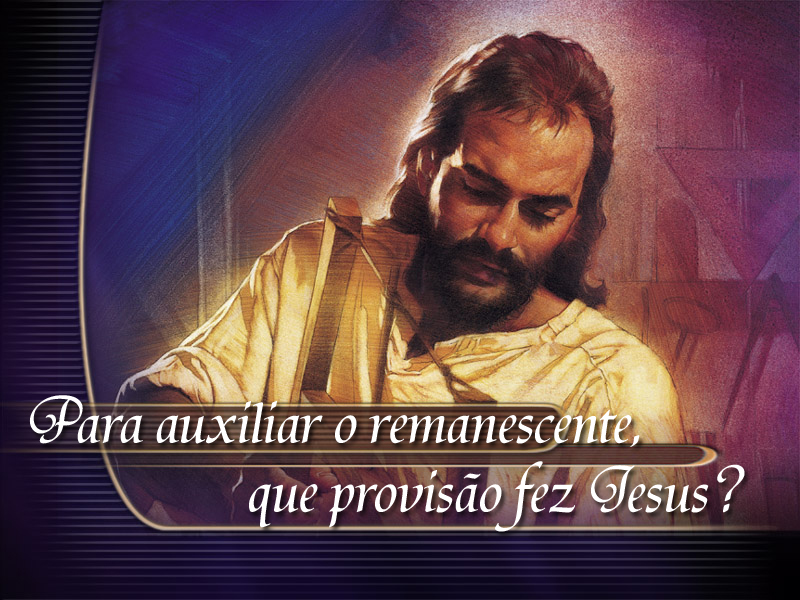 Para auxiliar o remanescente,
que provisão fez Jesus?